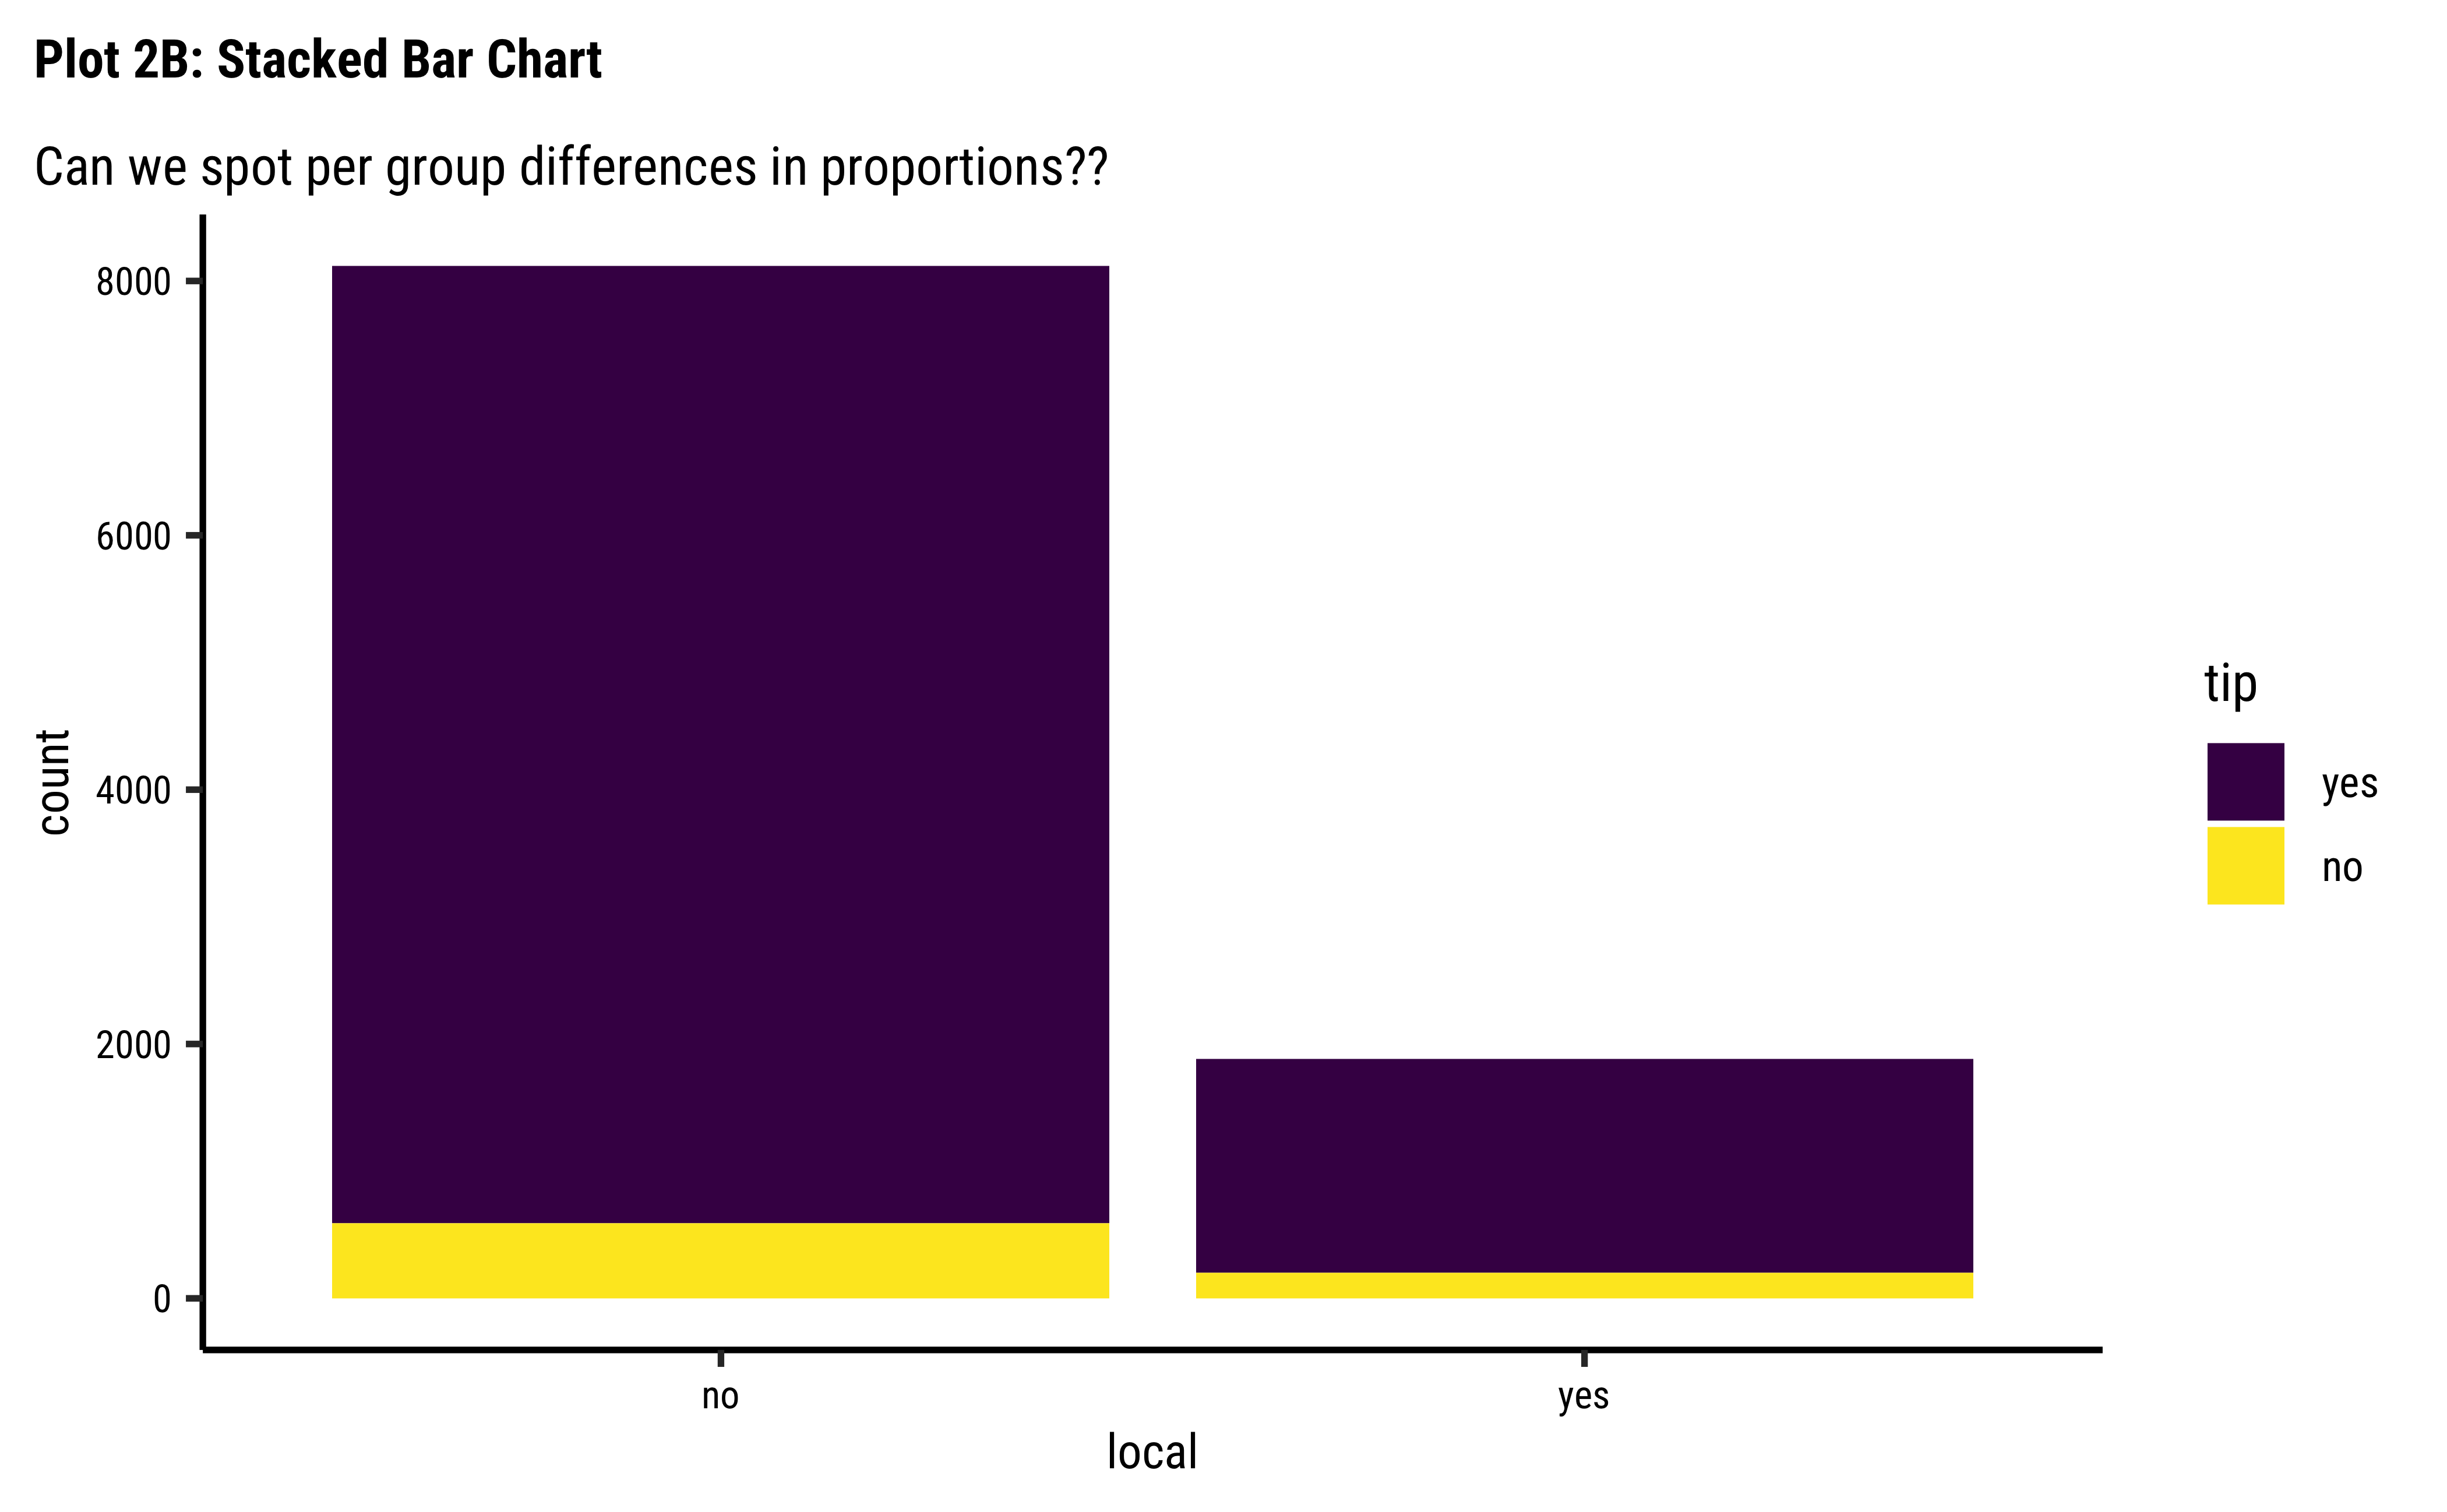 Plot 2B: Stacked Bar Chart
Can we spot per group differences in proportions??
8000
6000
4000
2000
0
count
no
yes
local
tip
yes
no